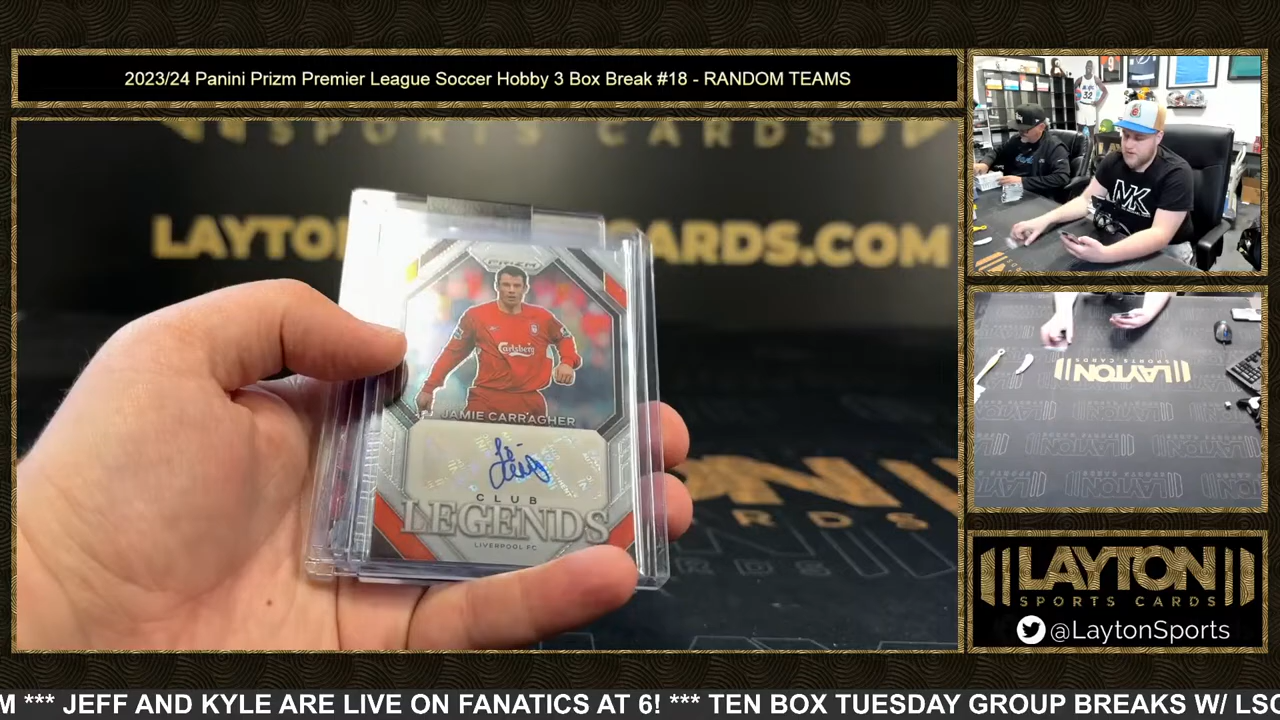 2023/24 Panini Prizm Premier League Soccer Hobby 3 Box Break #18 - RANDOM TEAMS
PRIZM
Carlsberg
JAMIE CARRAGHER
CLUB
LEGENDS
LIVERPOOL FC
32
LAYTON
LAYTON
SPORTS CARDS
@LaytonSports
M *** JEFF AND KYLE ARE LIVE ON FANATICS AT 6! *** TEN BOX TUESDAY GROUP BREAKS W/ LSC